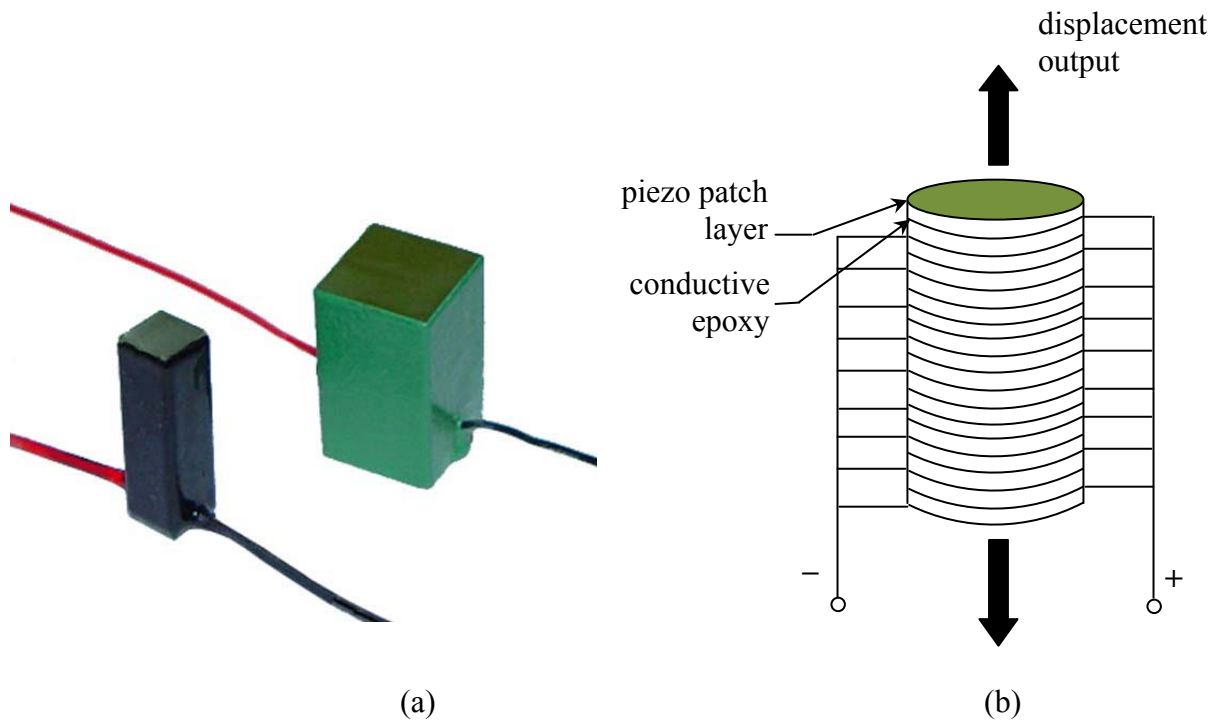 displacement
output
piezo patch
layer
conductive
epoxy
−
+
(a)
(b)